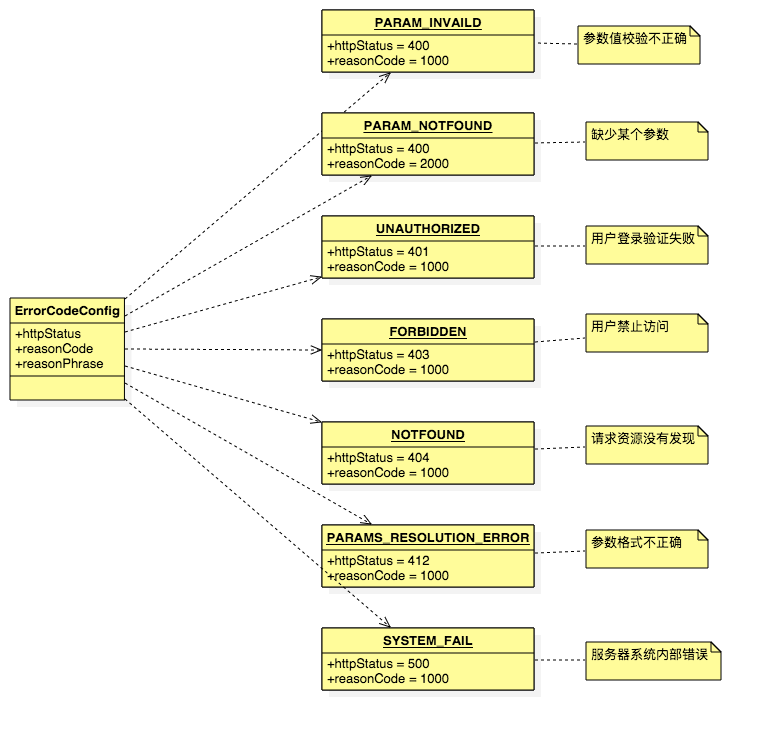 PARAM_INVAILD
+httpStatus = 400
+reasonCode = 1000
参数值校验不正确
PARAM_NOTFOUND
+httpStatus = 400
+reasonCode = 2000
缺少某个参数
UNAUTHORIZED
+httpStatus = 401
+reasonCode = 1000
用户登录验证失败
ErrorCodeConfig
+httpStatus
+reasonCode
+reasonPhrase
FORBIDDEN
+httpStatus = 403
+reasonCode = 1000
用户禁止访问
NOTFOUND
+httpStatus = 404
+reasonCode = 1000
请求资源没有发现
PARAMS_RESOLUTION_ERROR
+httpStatus = 412
+reasonCode = 1000
参数格式不正确
SYSTEM_FAIL
+httpStatus = 500
+reasonCode = 1000
服务器系统内部错误